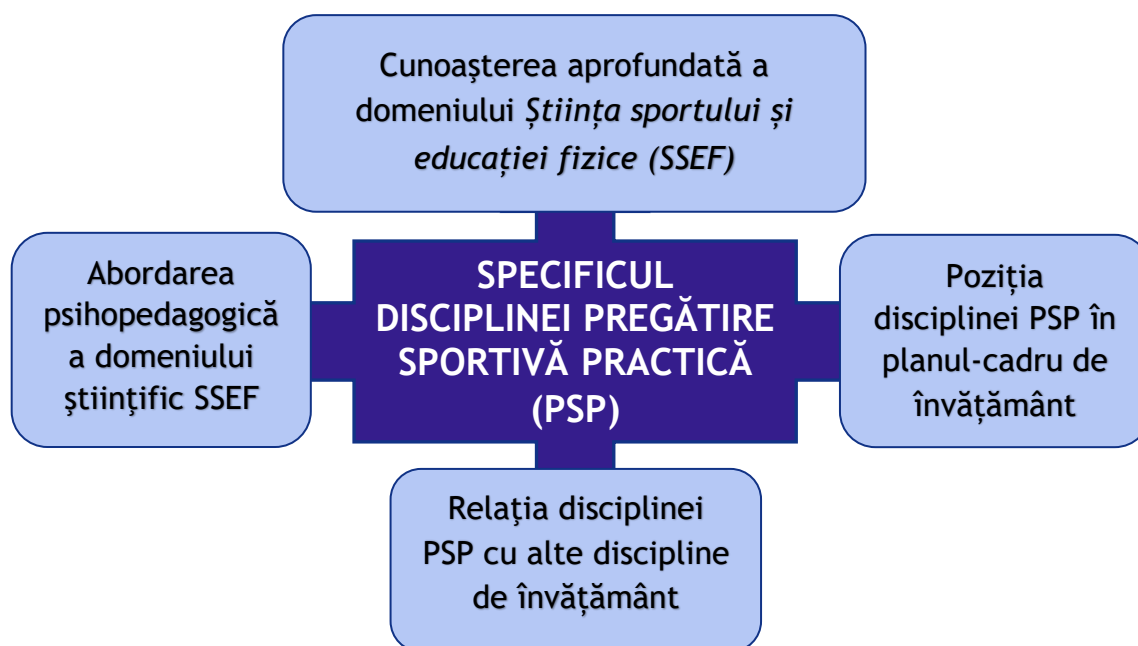 Cunoaşterea aprofundată a
domeniului Știința sportului și
educației fizice (SSEF)
Abordarea
psihopedagogică
a domeniului
ştiinţific SSEF
SPECIFICUL
DISCIPLINEI PREGĂTIRE
SPORTIVĂ PRACTICĂ
(PSP)
Poziția
disciplinei PSP în
planul-cadru de
învățământ
Relaţia disciplinei
PSP cu alte discipline
de învățământ